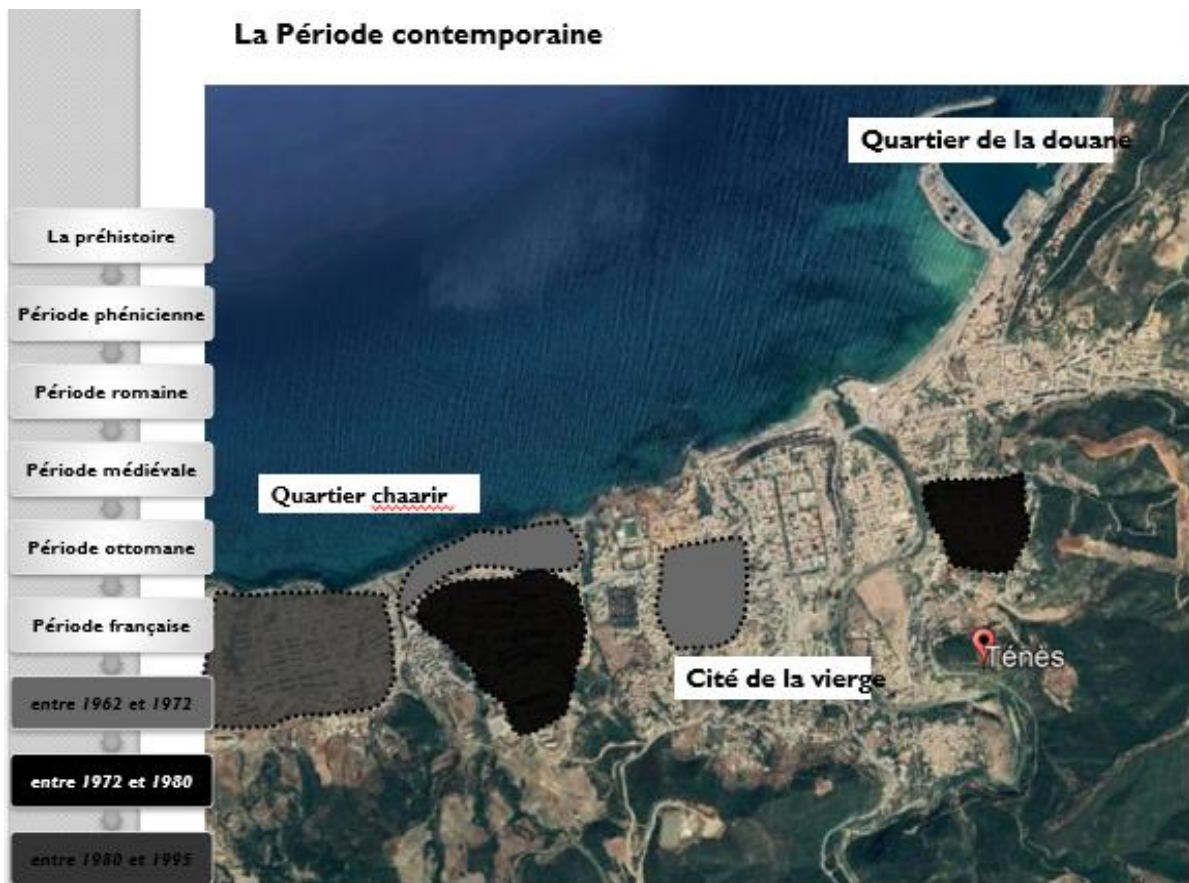 La Période contemporaine
Quartier de la douane
La préhistoire
Période phénicienne
Période romaine
Période médiévale
Quartier chaarir
Période ottomane
Période française
Ténès
Cité de la vierge
entre 1962 et 1972
entre 1972 et 1980
entre 1980 et 1995